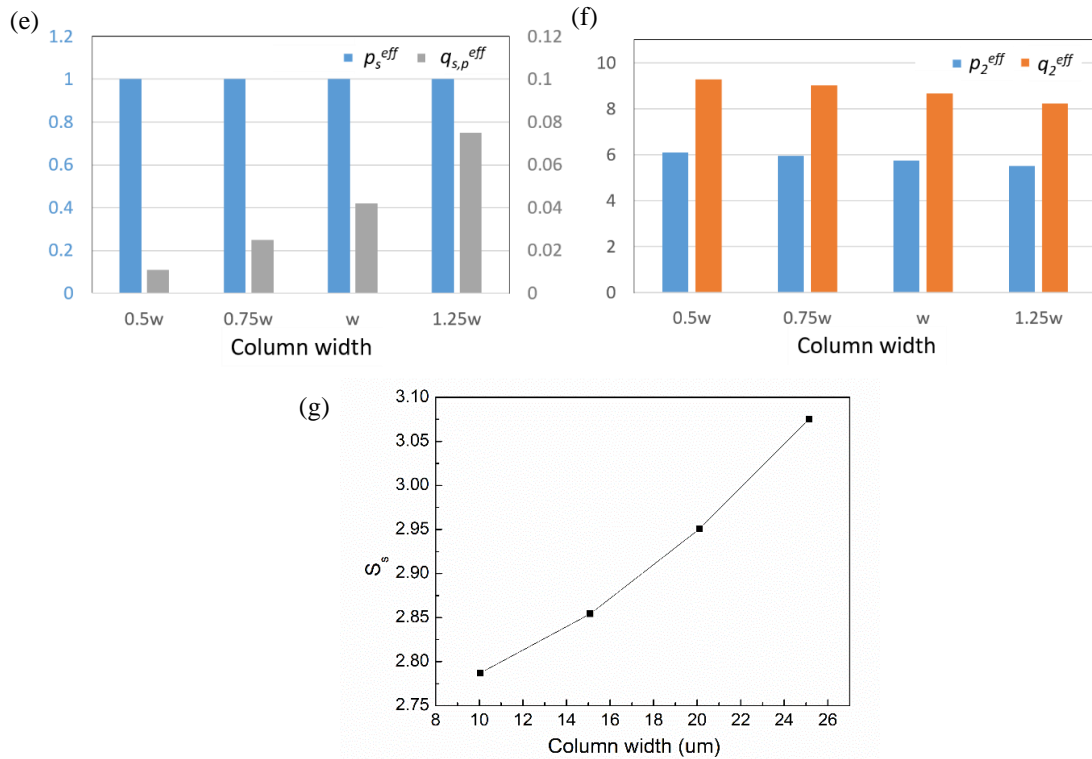 (e)
1.2
1
0.8
0.6
0.4
0.2
0
p_s^eff q_s,p^eff
0.12
0.1
0.08
0.06
0.04
0.02
0
0.5w 0.75w w 1.25w
Column width
(f)
10
8
6
4
2
0
p_2^eff q_2^eff
0.5w 0.75w w 1.25w
Column width
(g)
3.10
3.05
3.00
2.95
2.90
2.85
2.80
2.75
S_s
8 10 12 14 16 18 20 22 24 26
Column width (um)